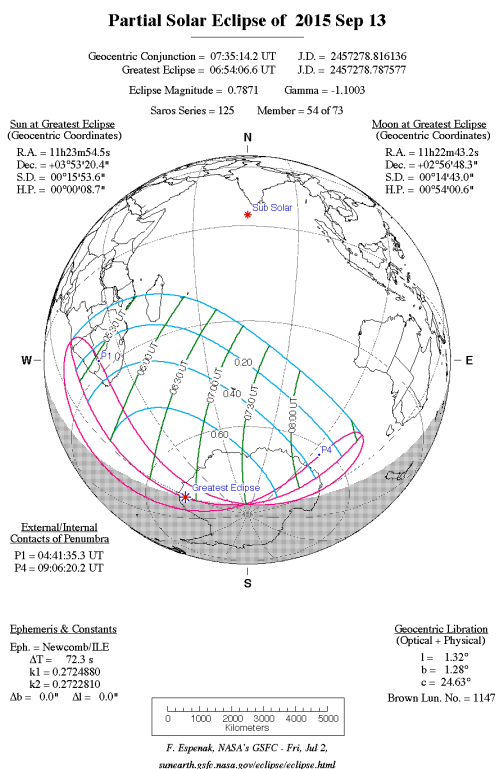 Partial Solar Eclipse of 2015 Sep 13
Geocentric Conjunction = 07:35:14.2 UT J.D. = 2457278.816136
Greatest Eclipse = 06:54:06.6 UT J.D. = 2457278.787577
Eclipse Magnitude = 0.7871 Gamma = -1.1003
Saros Series = 125 Member = 54 of 73
Sun at Greatest Eclipse
(Geocentric Coordinates)
R.A. = 11h23m54.5s
Dec. = +03°53'20.4"
S.D. = 00°15'53.6"
H.P. = 00°00'08.7"
Moon at Greatest Eclipse
(Geocentric Coordinates)
R.A. = 11h22m43.2s
Dec. = +02°56'48.3"
S.D. = 00°14'43.0"
H.P. = 00°54'00.6"
N
Sub Solar
W
E
P1
05:30 UT
06:00 UT
06:30 UT
07:00 UT
07:30 UT
08:00 UT
0.20
0.40
0.60
P4
Greatest Eclipse
S
External/Internal
Contacts of Penumbra
P1 = 04:41:35.3 UT
P4 = 09:06:20.2 UT
Ephemeris & Constants
Eph. = Newcomb/ILE
ΔT = 72.3 s
k1 = 0.2724880
k2 = 0.2722810
Δb = 0.0" Δl = 0.0"
Geocentric Libration
(Optical + Physical)
l = 1.32°
b = 1.28°
c = 24.63°
Brown Lun. No. = 1147
0 1000 2000 3000 4000 5000
Kilometers
F. Espenak, NASA's GSFC - Fri, Jul 2,
sunearth.gsfc.nasa.gov/eclipse/eclipse.html